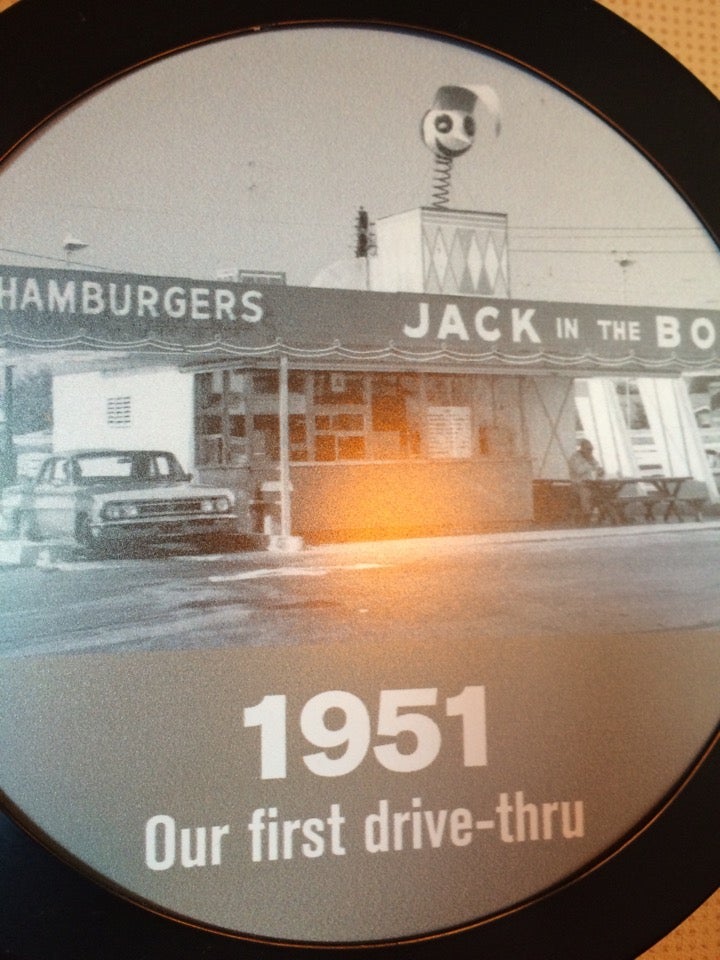 HAMBURGERS
JACK IN THE BO
1951
Our first drive-thru